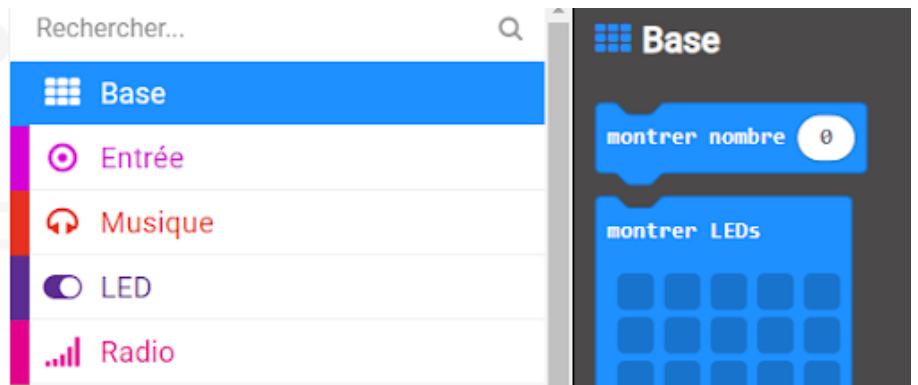 Rechercher...
Base
Entrée
Musique
LED
Radio
Base
montrer nombre 0
montrer LEDs